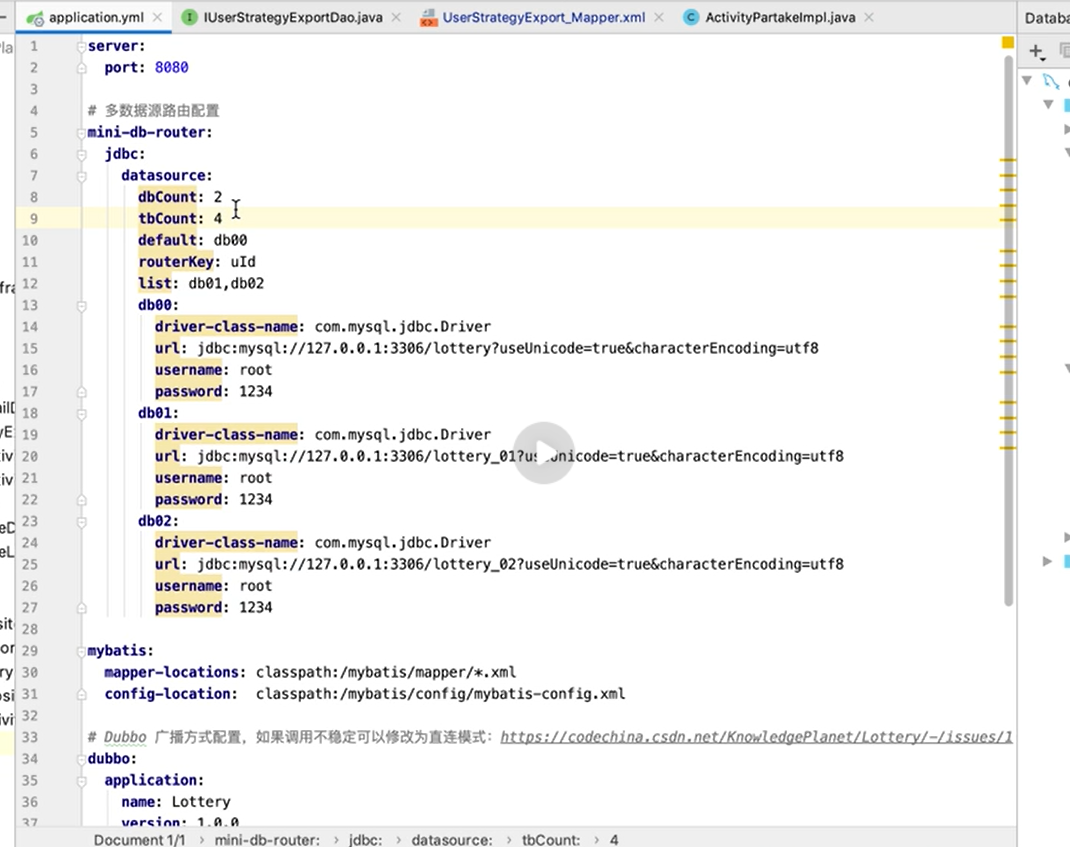 application.yml
IUserStrategyExportDao.java
UserStrategyExport_Mapper.xml
ActivityPartakeImpl.java
1 server:
2 port: 8080
3
4 # 多数据源路由配置
5 mini-db-router:
6 jdbc:
7 datasource:
8 dbCount: 2
9 tbCount: 4
10 default: db00
11 routerKey: uId
12 list: db01,db02
13 db00:
14 driver-class-name: com.mysql.jdbc.Driver
15 url: jdbc:mysql://127.0.0.1:3306/lottery?useUnicode=true&characterEncoding=utf8
16 username: root
17 password: 1234
18 db01:
19 driver-class-name: com.mysql.jdbc.Driver
20 url: jdbc:mysql://127.0.0.1:3306/lottery_01?useUnicode=true&characterEncoding=utf8
21 username: root
22 password: 1234
23 db02:
24 driver-class-name: com.mysql.jdbc.Driver
25 url: jdbc:mysql://127.0.0.1:3306/lottery_02?useUnicode=true&characterEncoding=utf8
26 username: root
27 password: 1234
28
29 mybatis:
30 mapper-locations: classpath:/mybatis/mapper/*.xml
31 config-location: classpath:/mybatis/config/mybatis-config.xml
32
33 # Dubbo 广播方式配置，如果调用不稳定可以修改为直连模式：https://codechina.csdn.net/KnowledgePlanet/Lottery/-/issues/1
34 dubbo:
35 application:
36 name: Lottery
37 version: 1.0.0
Document 1/1 › mini-db-router: › jdbc: › datasource: › tbCount: › 4